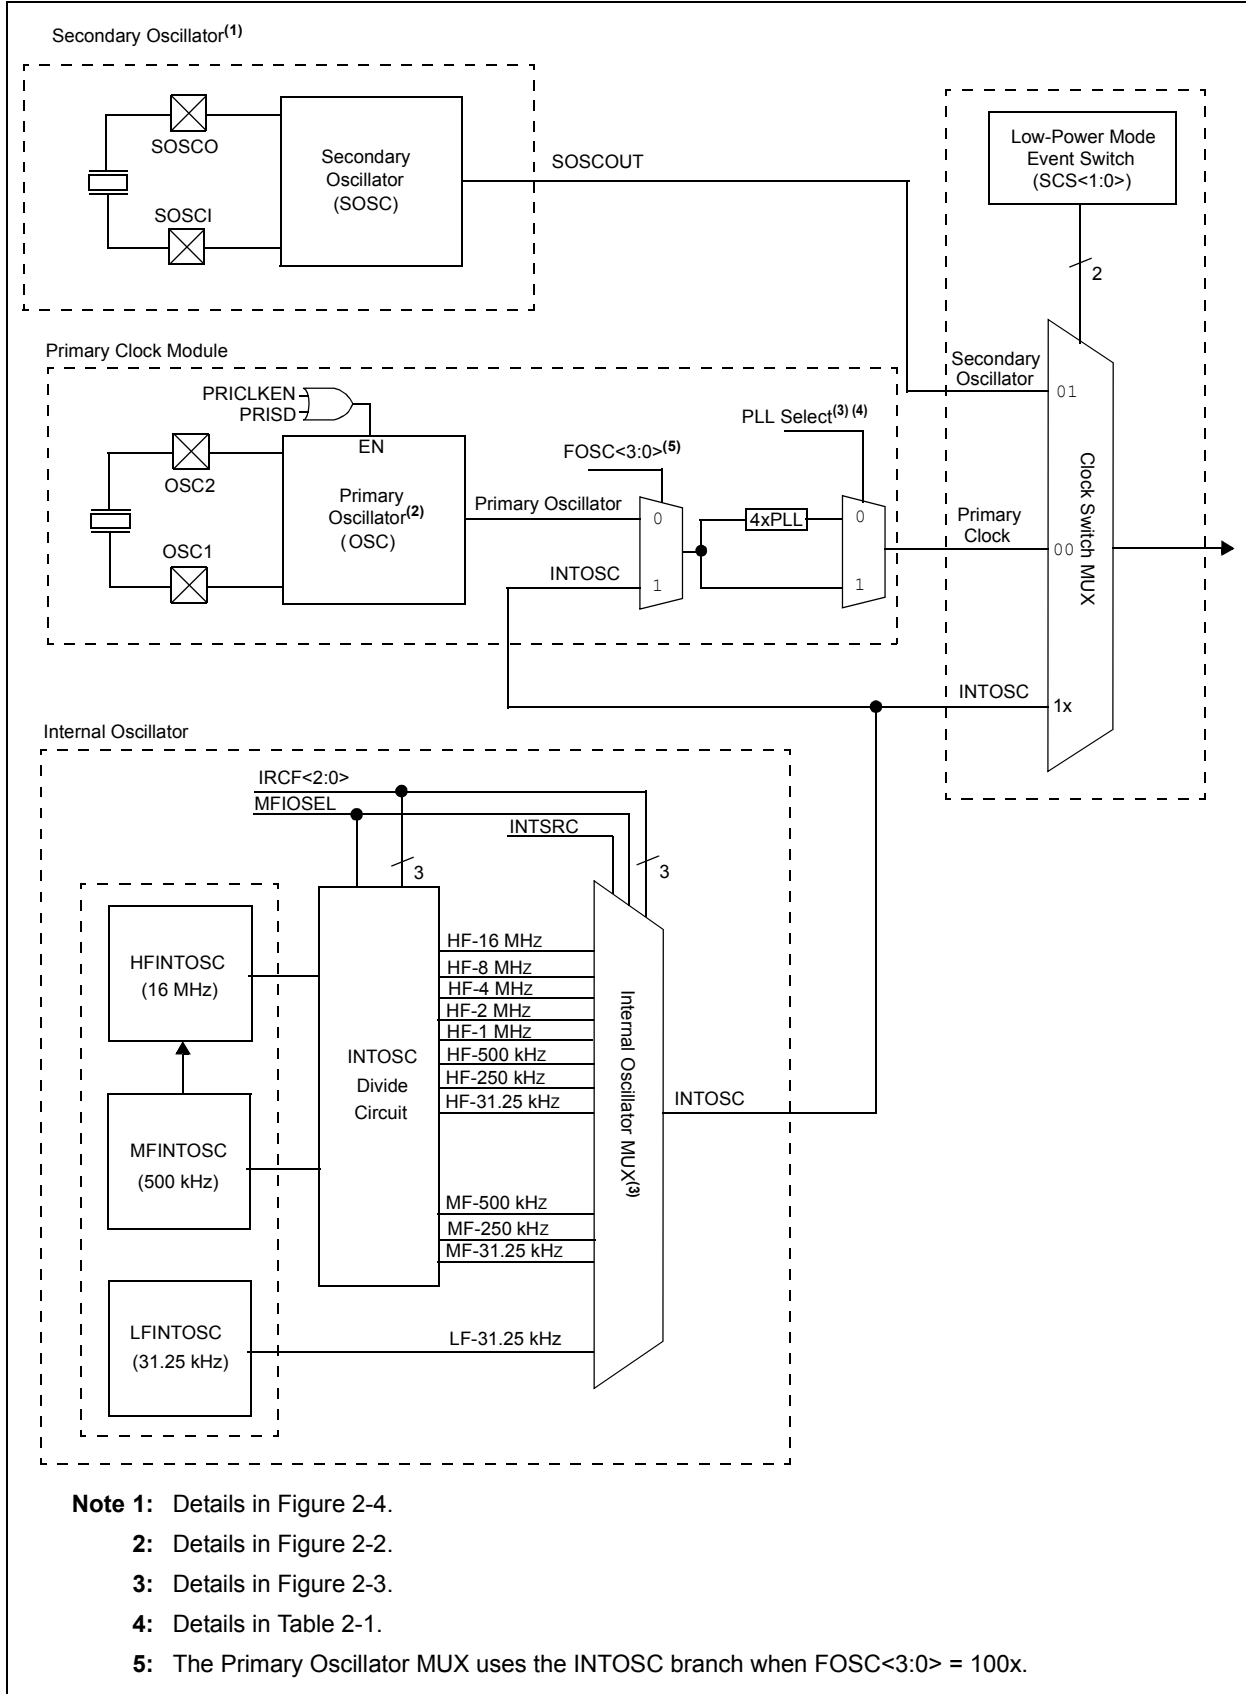 Secondary Oscillator(1)
SOSCO
SOSCI
Secondary
Oscillator
(SOSC)
SOSCOUT
Low-Power Mode
Event Switch
(SCS<1:0>)
2
Secondary
Oscillator
01
Primary
Clock
00
INTOSC
1x
Clock Switch MUX
Primary Clock Module
PRICLKEN
PRISD
EN
OSC2
OSC1
Primary
Oscillator(2)
(OSC)
Primary Oscillator
INTOSC
FOSC<3:0>(5)
0
1
4xPLL
PLL Select(3) (4)
0
1
Internal Oscillator
IRCF<2:0>
MFIOSEL
INTSRC
3
3
HFINTOSC
(16 MHz)
MFINTOSC
(500 kHz)
LFINTOSC
(31.25 kHz)
INTOSC
Divide
Circuit
HF-16 MHz
HF-8 MHz
HF-4 MHz
HF-2 MHz
HF-1 MHz
HF-500 kHz
HF-250 kHz
HF-31.25 kHz
MF-500 kHz
MF-250 kHz
MF-31.25 kHz
LF-31.25 kHz
Internal Oscillator MUX(3)
INTOSC
Note 1: Details in Figure 2-4.
2: Details in Figure 2-2.
3: Details in Figure 2-3.
4: Details in Table 2-1.
5: The Primary Oscillator MUX uses the INTOSC branch when FOSC<3:0> = 100x.